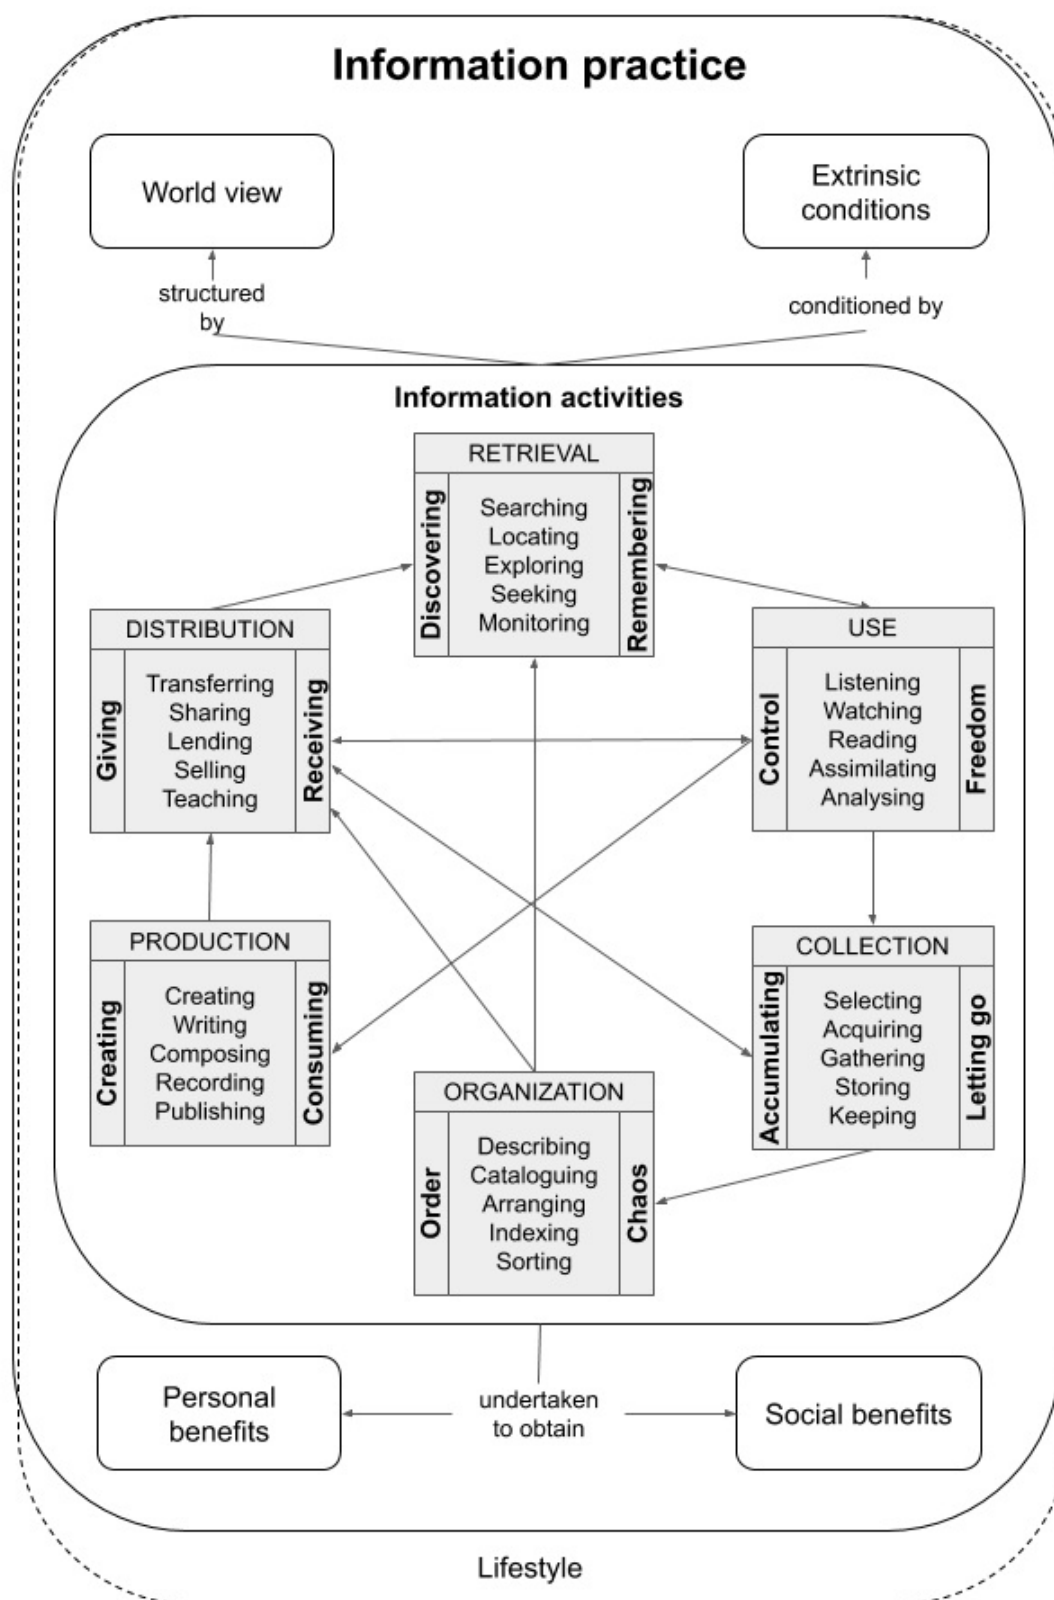 Information practice
World view
Extrinsic
conditions
structured
by
conditioned by
Information activities
RETRIEVAL
Discovering
Searching
Locating
Exploring
Seeking
Monitoring
Remembering
DISTRIBUTION
Giving
Transferring
Sharing
Lending
Selling
Teaching
Receiving
USE
Control
Listening
Watching
Reading
Assimilating
Analysing
Freedom
PRODUCTION
Creating
Creating
Writing
Composing
Recording
Publishing
Consuming
COLLECTION
Accumulating
Selecting
Acquiring
Gathering
Storing
Keeping
Letting go
ORGANIZATION
Order
Describing
Cataloguing
Arranging
Indexing
Sorting
Chaos
Personal
benefits
undertaken
to obtain
Social benefits
Lifestyle